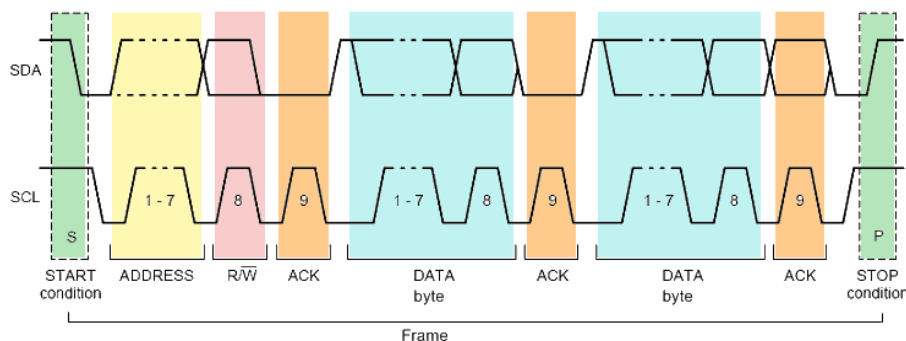 SDA
SCL
1 - 7
8
9
1 - 7
8
9
1 - 7
8
9
S
P
START
condition
ADDRESS
R/W̅
ACK
DATA
byte
ACK
DATA
byte
ACK
STOP
condition
Frame